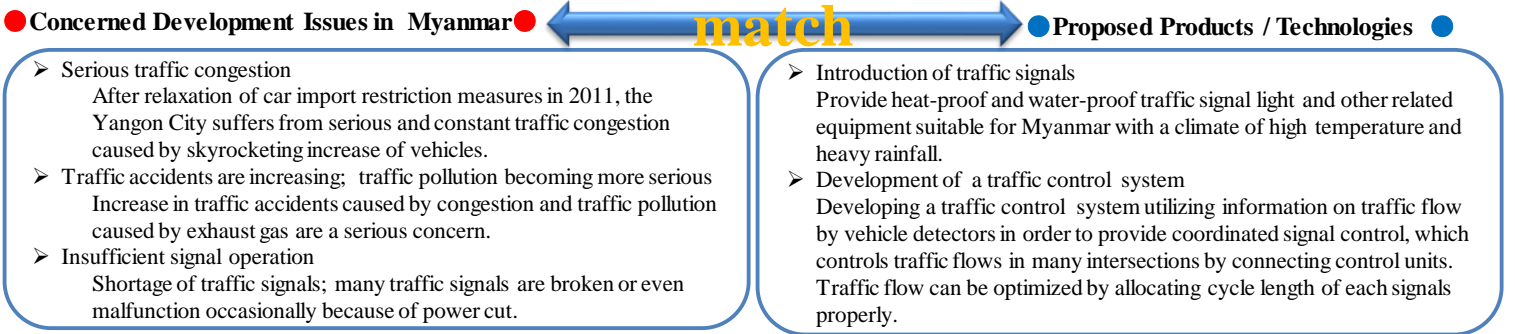 Concerned Development Issues in Myanmar
match
Proposed Products / Technologies
➢ Serious traffic congestion
After relaxation of car import restriction measures in 2011, the
Yangon City suffers from serious and constant traffic congestion
caused by skyrocketing increase of vehicles.
➢ Traffic accidents are increasing; traffic pollution becoming more serious
Increase in traffic accidents caused by congestion and traffic pollution
caused by exhaust gas are a serious concern.
➢ Insufficient signal operation
Shortage of traffic signals; many traffic signals are broken or even
malfunction occasionally because of power cut.
➢ Introduction of traffic signals
Provide heat-proof and water-proof traffic signal light and other related
equipment suitable for Myanmar with a climate of high temperature and
heavy rainfall.
➢ Development of a traffic control system
Developing a traffic control system utilizing information on traffic flow
by vehicle detectors in order to provide coordinated signal control, which
controls traffic flows in many intersections by connecting control units.
Traffic flow can be optimized by allocating cycle length of each signals
properly.